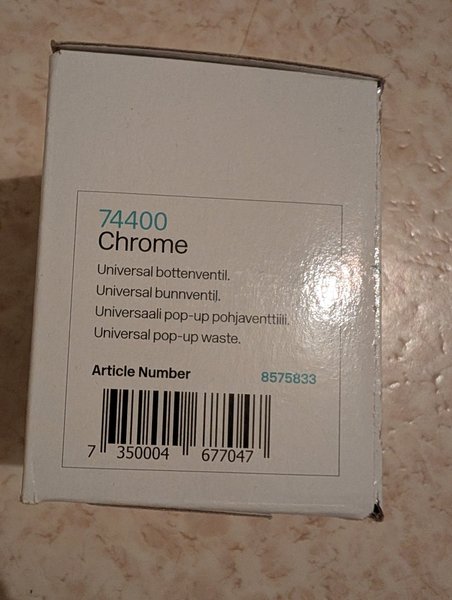 74400
Chrome
Universal bottenventil.
Universal bunnventil.
Universaali pop-up pohjaventtiili.
Universal pop-up waste.
Article Number 8575833
7 350004 677047